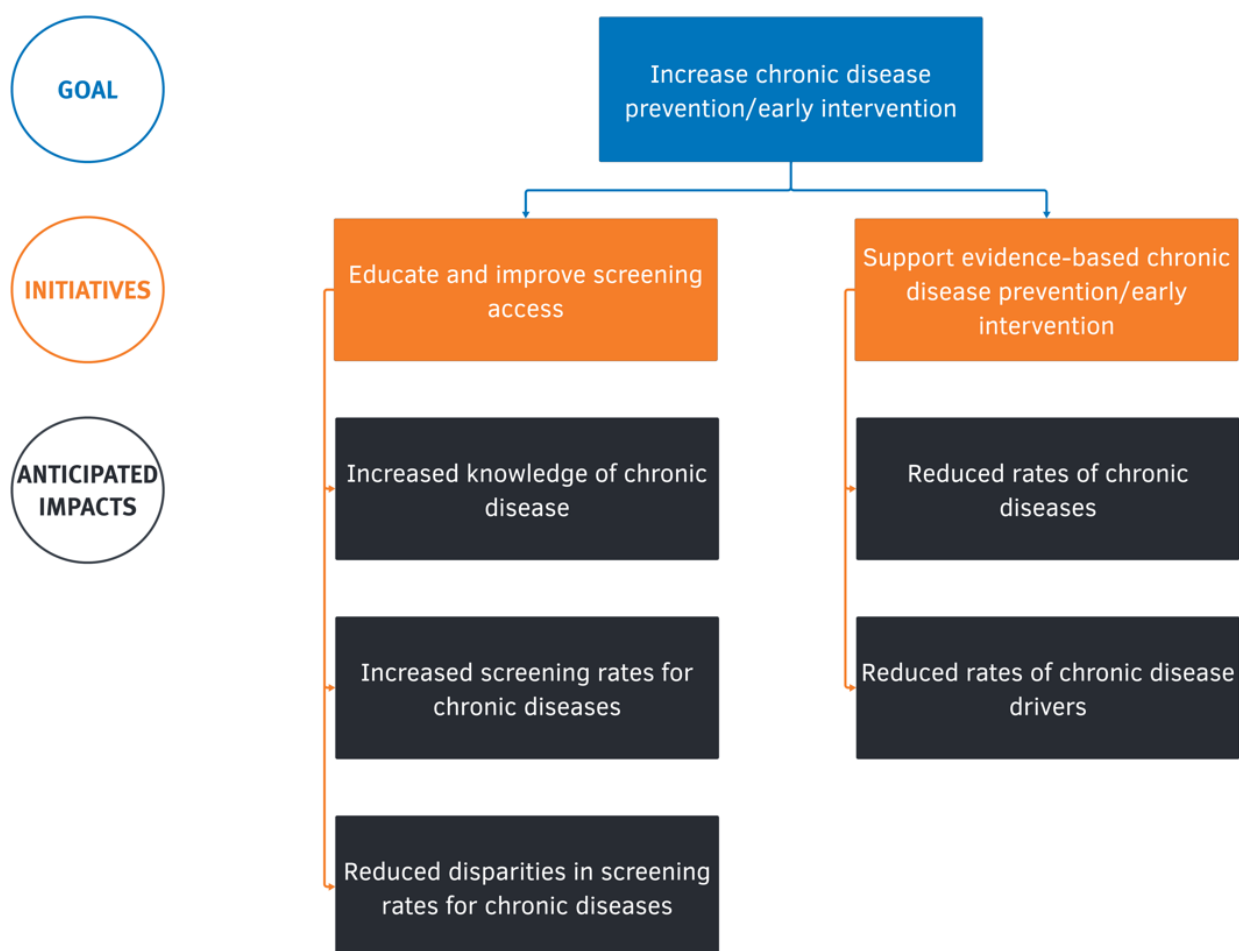 GOAL
Increase chronic disease
prevention/early intervention
INITIATIVES
Educate and improve screening
access
Support evidence-based chronic
disease prevention/early
intervention
ANTICIPATED
IMPACTS
Increased knowledge of chronic
disease
Reduced rates of chronic
diseases
Increased screening rates for
chronic diseases
Reduced rates of chronic disease
drivers
Reduced disparities in screening
rates for chronic diseases